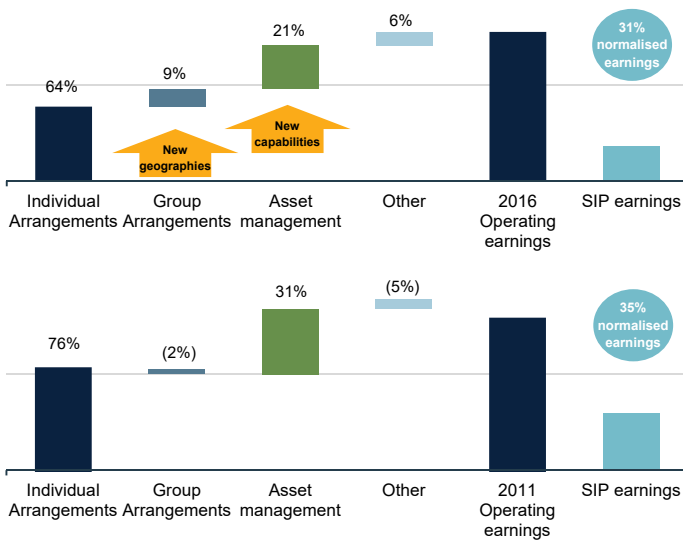 6%
21%
31%
normalised
earnings
9%
64%
New
geographies
New
capabilities
Individual
Arrangements
Group
Arrangements
Asset
management
Other
2016
Operating
earnings
SIP earnings
31%
(5%)
35%
normalised
earnings
76%
(2%)
Individual
Arrangements
Group
Arrangements
Asset
management
Other
2011
Operating
earnings
SIP earnings